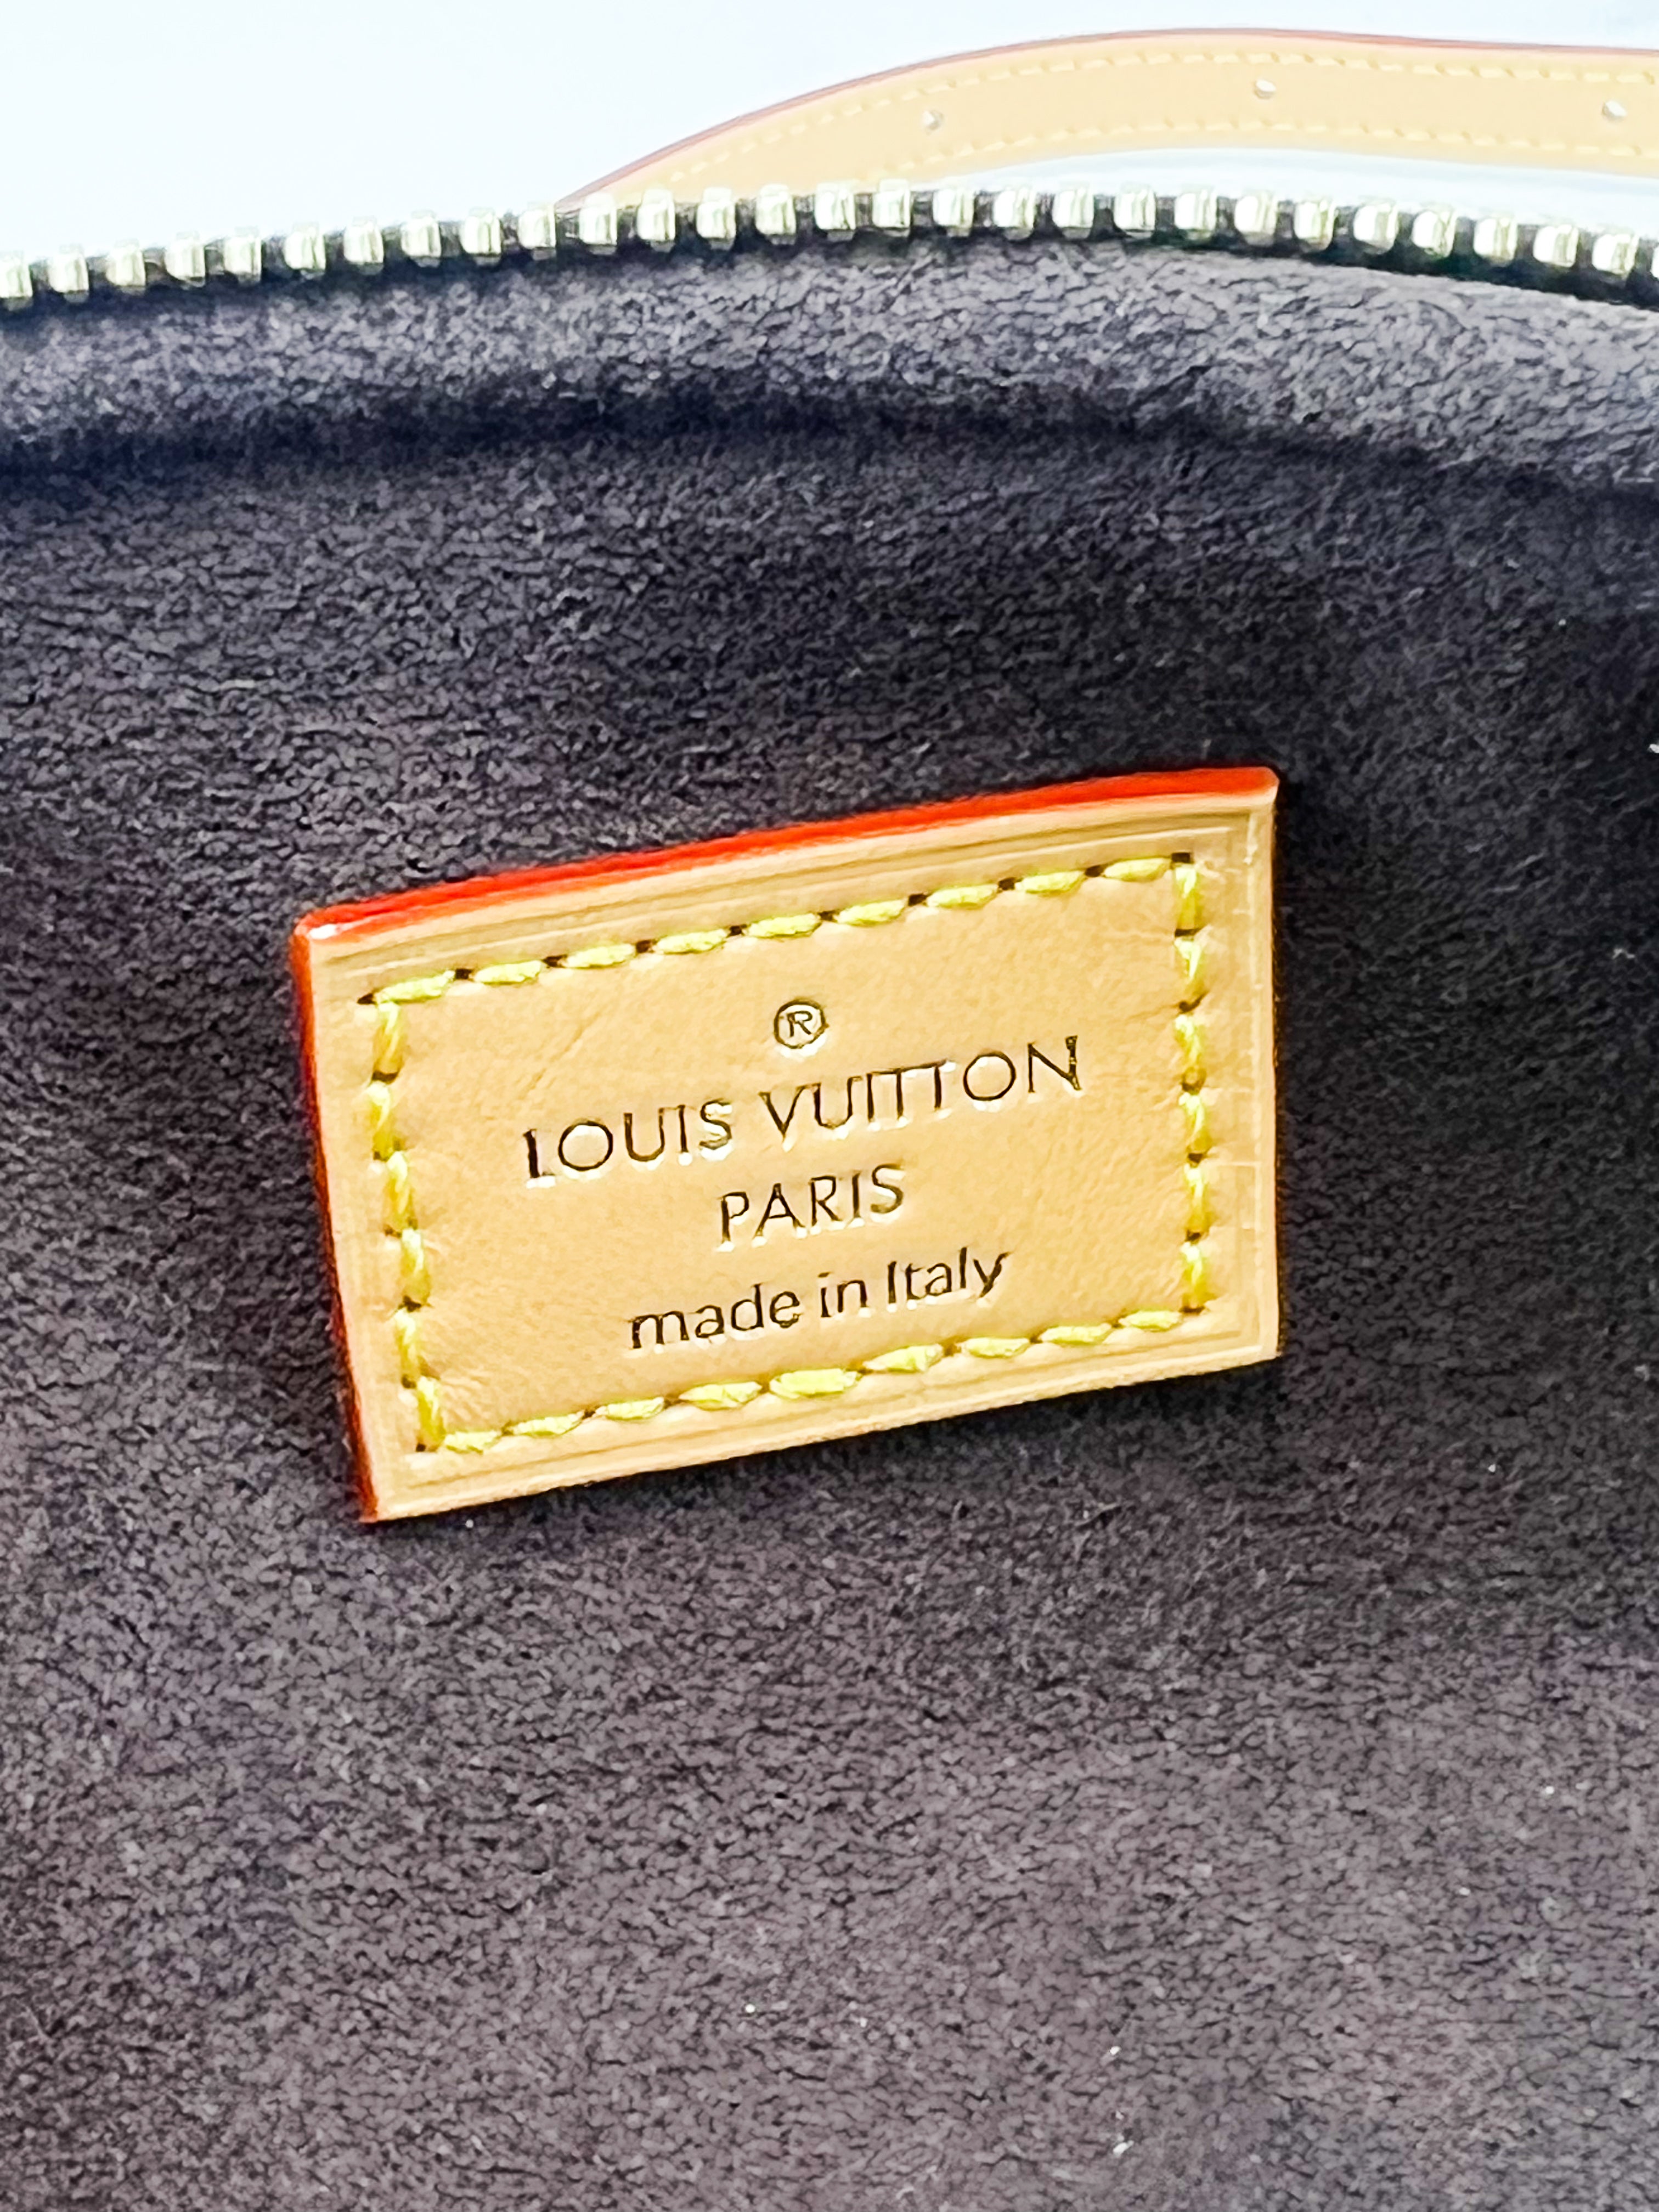 ®
LOUIS VUITTON
PARIS
made in Italy